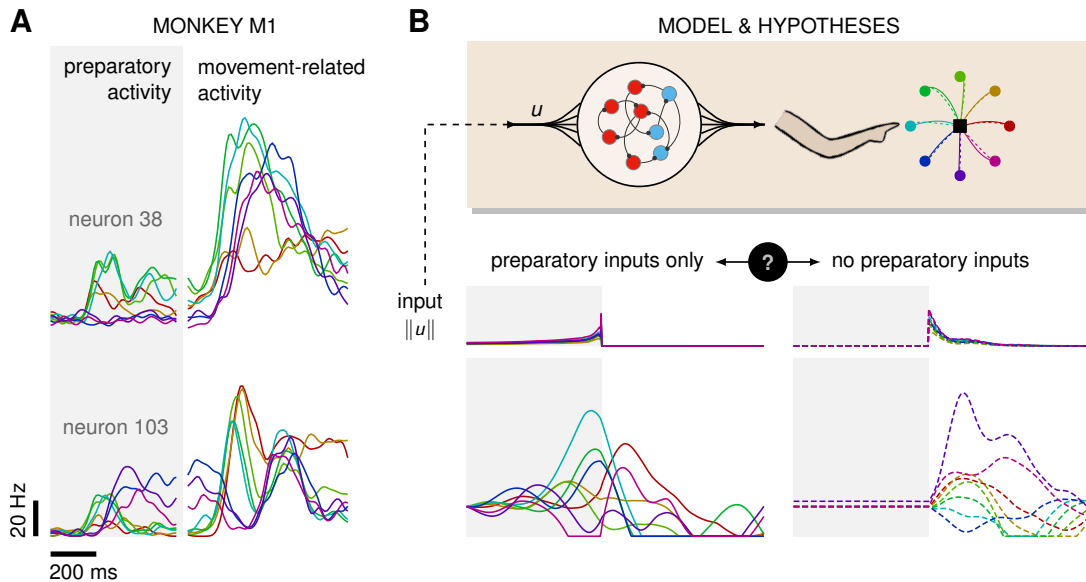 A
MONKEY M1
preparatory
activity
movement-related
activity
neuron 38
neuron 103
20 Hz
200 ms
B
MODEL & HYPOTHESES
u
preparatory inputs only
?
no preparatory inputs
input
∥u∥